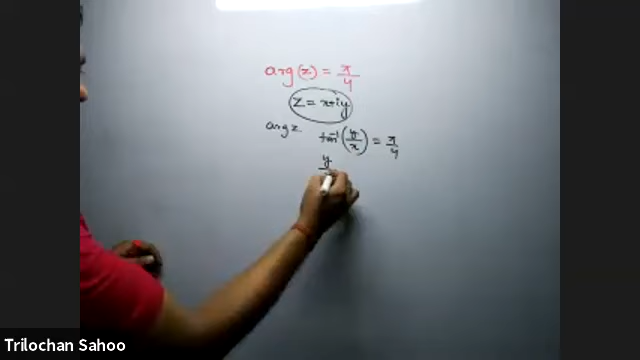 arg(z) = π/4
z = x+iy
arg z tan⁻¹(y/x) = π/4
y
Trilochan Sahoo